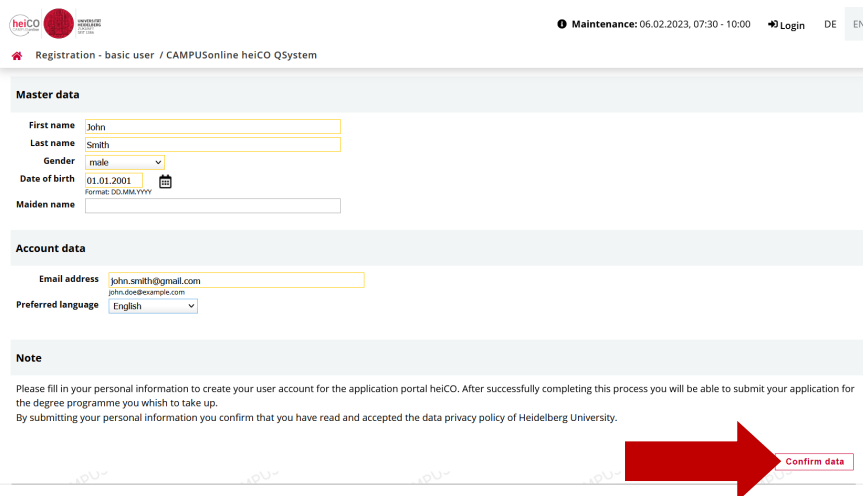 heiCO
CAMPUSonline
UNIVERSITÄT
HEIDELBERG
ZUKUNFT
SEIT 1386
Maintenance: 06.02.2023, 07:30 - 10:00 Login DE EN
Registration - basic user / CAMPUSonline heiCO QSystem
Master data
First name John
Last name Smith
Gender male
Date of birth 01.01.2001
Format: DD.MM.YYYY
Maiden name
Account data
Email address john.smith@gmail.com
john.doe@example.com
Preferred language English
Note
Please fill in your personal information to create your user account for the application portal heiCO. After successfully completing this process you will be able to submit your application for
the degree programme you whish to take up.
By submitting your personal information you confirm that you have read and accepted the data privacy policy of Heidelberg University.
Confirm data